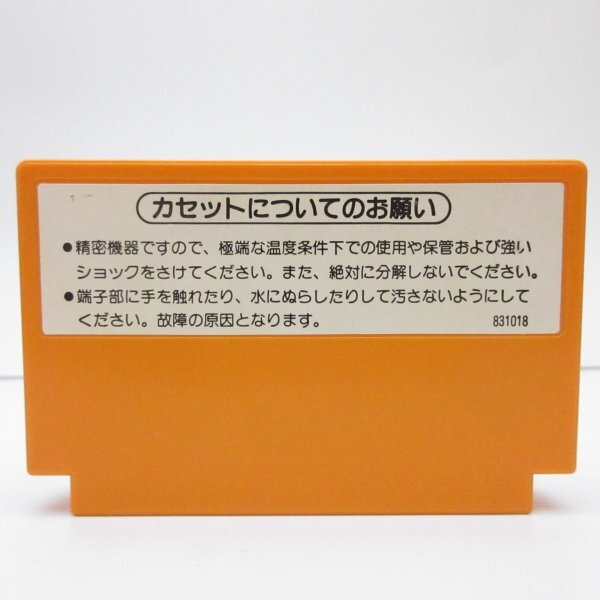 カセットについてのお願い
●精密機器ですので、極端な温度条件下での使用や保管および強い
ショックをさけてください。また、絶対に分解しないでください。
●端子部に手を触れたり、水にぬらしたりして汚さないようにして
ください。故障の原因となります。
831018